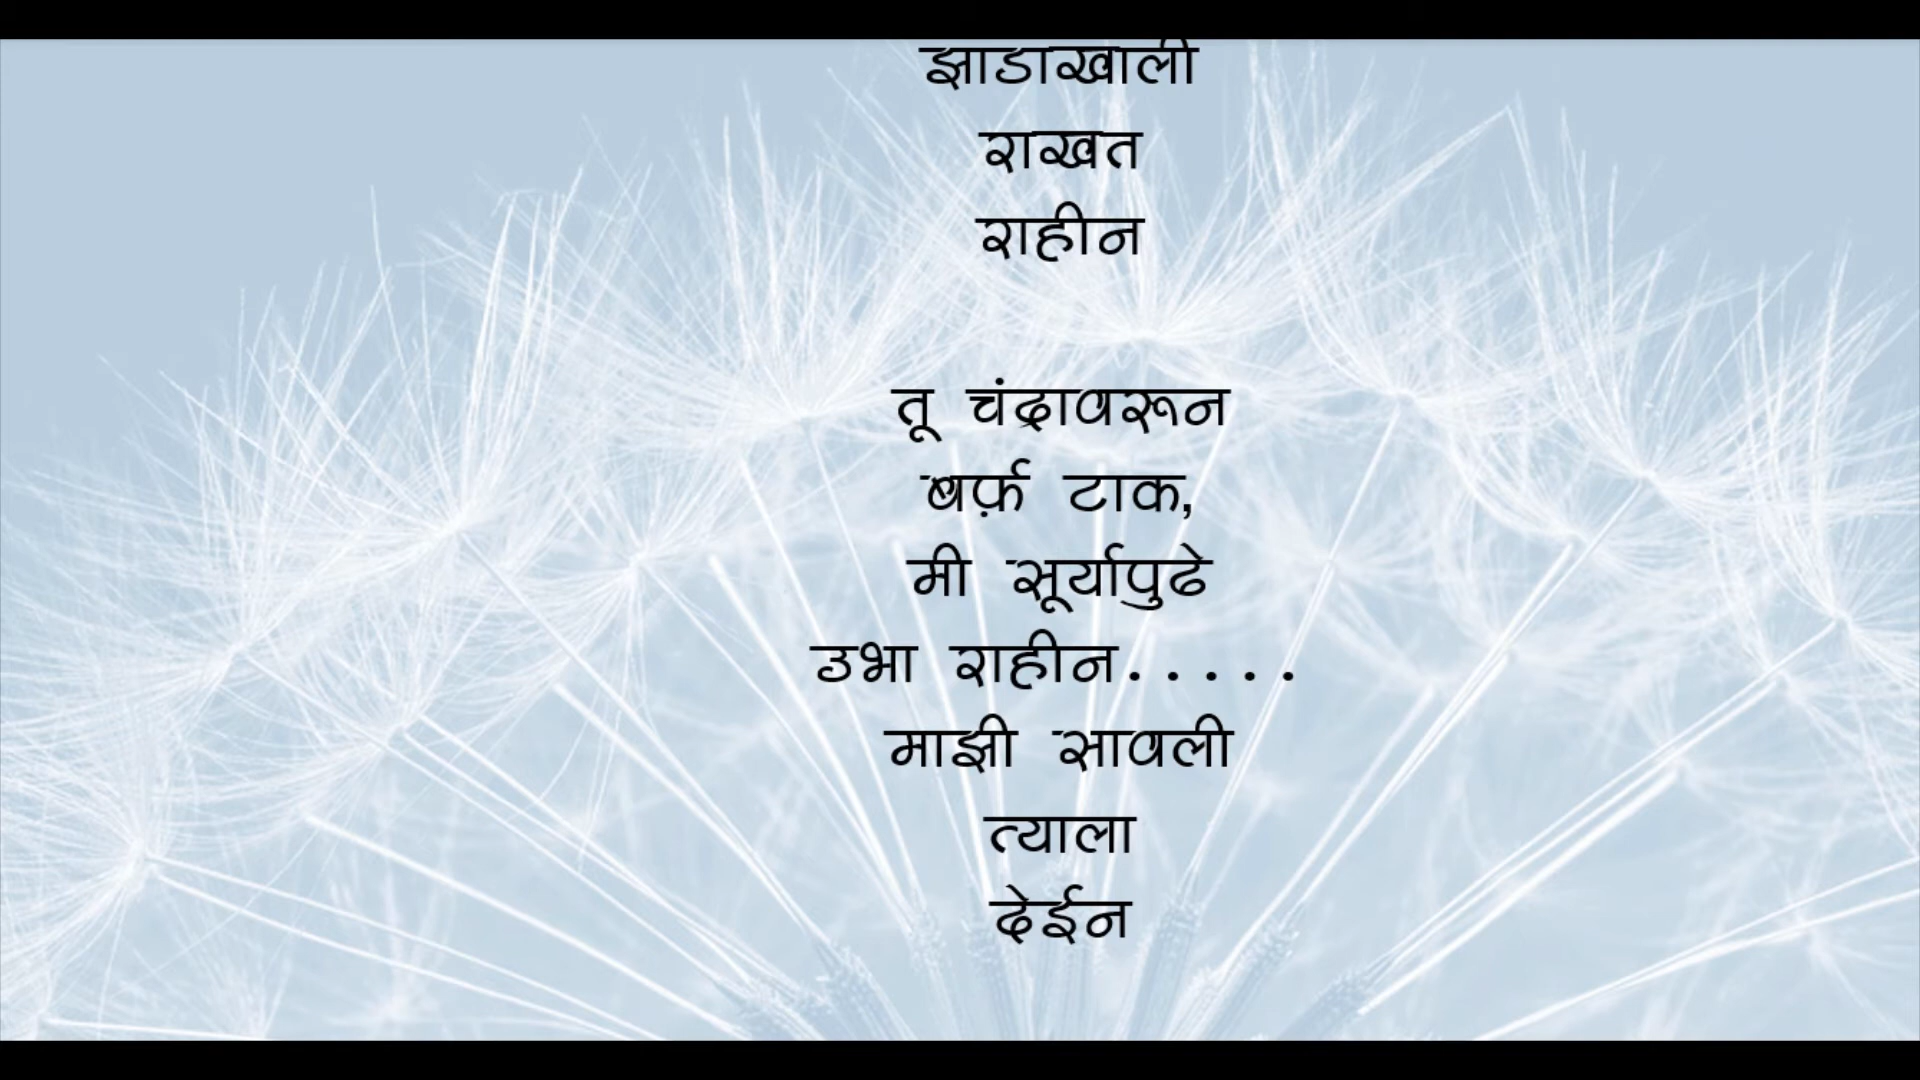 झाडाखाली
राखत
राहीन
तू चंद्रावरून
बर्फ़ टाक,
मी सूर्यापुढे
उभा राहीन.....
माझी सावली
त्याला
देईन